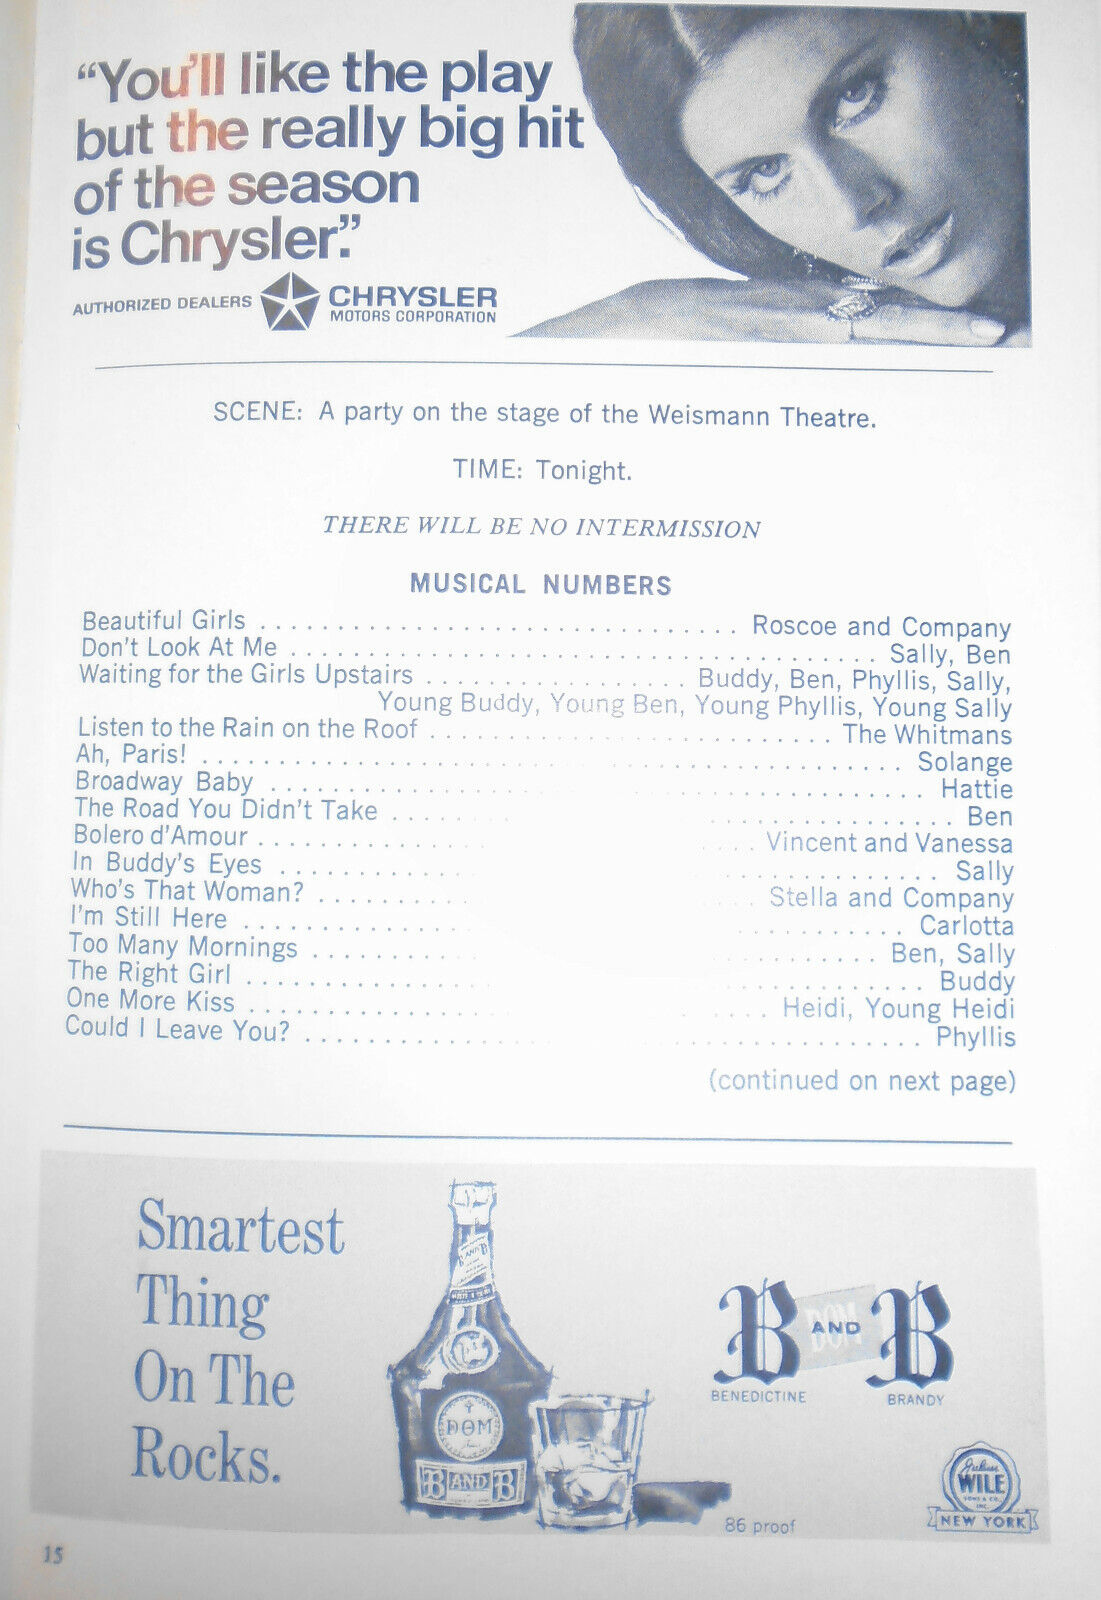 “You’ll like the play
but the really big hit
of the season
is Chrysler.”
AUTHORIZED DEALERS CHRYSLER
MOTORS CORPORATION
SCENE: A party on the stage of the Weismann Theatre.
TIME: Tonight.
THERE WILL BE NO INTERMISSION
MUSICAL NUMBERS
Beautiful Girls . . . . . . . . . . Roscoe and Company
Don't Look At Me . . . . . . . . . . Sally, Ben
Waiting for the Girls Upstairs . . . . . . . . . . Buddy, Ben, Phyllis, Sally,
Young Buddy, Young Ben, Young Phyllis, Young Sally
Listen to the Rain on the Roof . . . . . . . . . . The Whitmans
Ah, Paris! . . . . . . . . . . Solange
Broadway Baby . . . . . . . . . . Hattie
The Road You Didn't Take . . . . . . . . . . Ben
Bolero d'Amour . . . . . . . . . . Vincent and Vanessa
In Buddy's Eyes . . . . . . . . . . Sally
Who's That Woman? . . . . . . . . . . Stella and Company
I'm Still Here . . . . . . . . . . Carlotta
Too Many Mornings . . . . . . . . . . Ben, Sally
The Right Girl . . . . . . . . . . Buddy
One More Kiss . . . . . . . . . . Heidi, Young Heidi
Could I Leave You? . . . . . . . . . . Phyllis
(continued on next page)
Smartest
Thing
On The
Rocks.
B AND B
DOM
B AND B
B DOM AND B
BENEDICTINE BRANDY
86 proof
WILE
SONS & CO.
INC.
NEW YORK
15